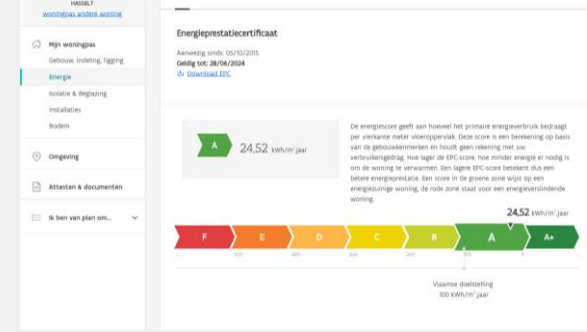 HASSELT
woningpas andere woning
Mijn woningpas
Gebouw, indeling, ligging
Energie
Isolatie & Beglazing
Installaties
Bodem
Omgeving
Attesten & documenten
Ik ben van plan om...
Energieprestatiecertificaat
Aanwezig sinds: 05/10/2015
Geldig tot: 28/06/2024
Download EPC
A
24,52 kWh/m² jaar
De energiescore geeft aan hoeveel het primaire energieverbruik bedraagt
per vierkante meter vloeroppervlak. Deze score is een berekening op basis
van de gebouwkenmerken en houdt geen rekening met uw
verbruikersgedrag. Hoe lager de EPC-score, hoe minder energie er nodig is
om de woning te verwarmen. Een lagere EPC-score betekent dus een
betere energieprestatie. Een score in de groene zone wijst op een
energiezuinige woning, de rode zone staat voor een energieverslindende
woning.
24,52 kWh/m² jaar
F E D C B A A+
500 400 300 200 100 0
Vlaamse doelstelling
100 kWh/m² jaar